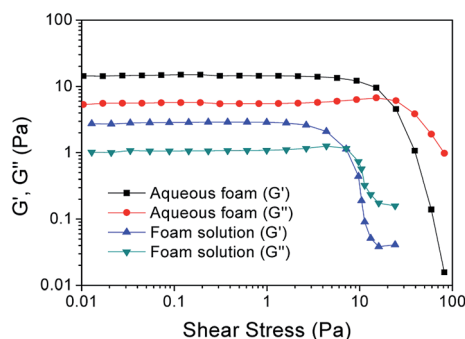 G', G" (Pa)
100
10
1
0.1
0.01
Aqueous foam (G')
Aqueous foam (G")
Foam solution (G')
Foam solution (G")
0.01 0.1 1 10 100
Shear Stress (Pa)